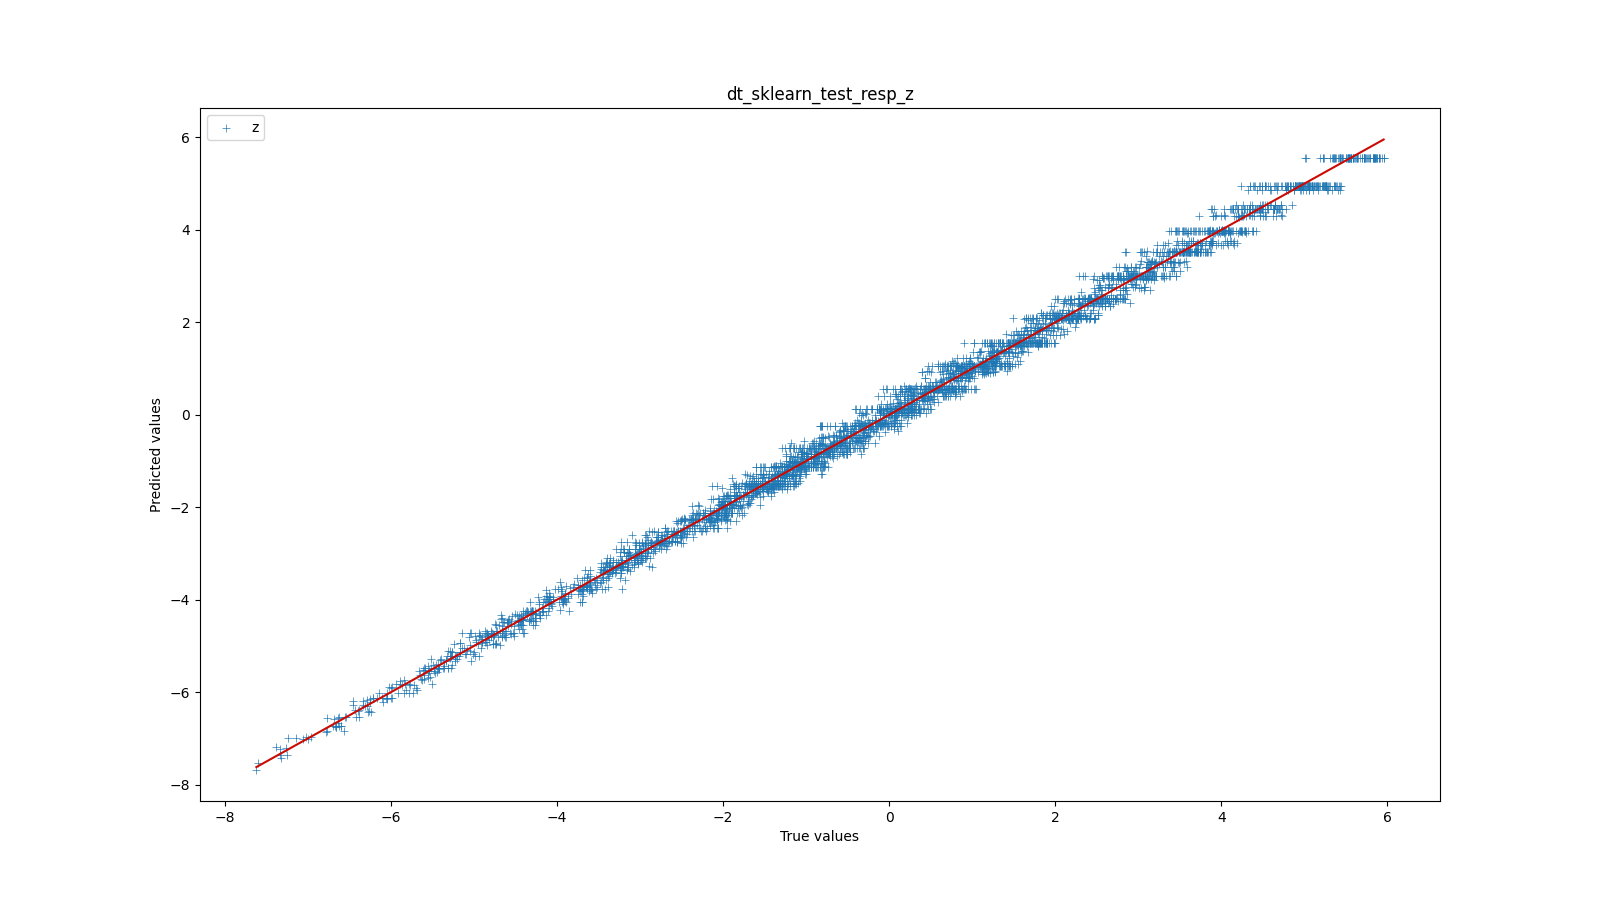 dt_sklearn_test_resp_z
z
6
4
2
0
−2
−4
−6
−8
Predicted values
−8 −6 −4 −2 0 2 4 6
True values